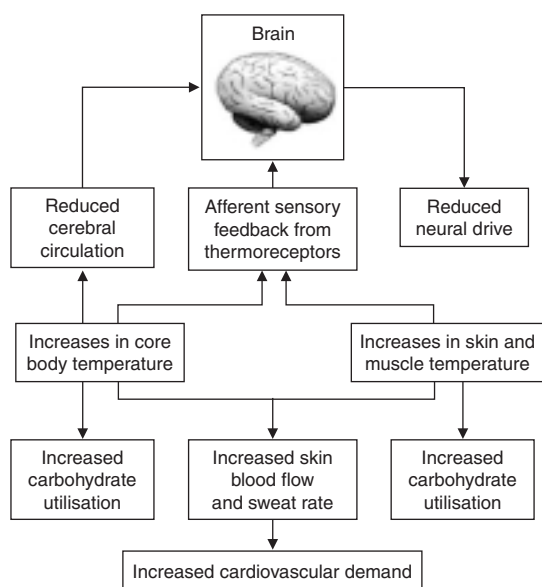 Brain
Reduced
cerebral
circulation
Afferent sensory
feedback from
thermoreceptors
Reduced
neural drive
Increases in core
body temperature
Increases in skin and
muscle temperature
Increased
carbohydrate
utilisation
Increased skin
blood flow
and sweat rate
Increased
carbohydrate
utilisation
Increased cardiovascular demand